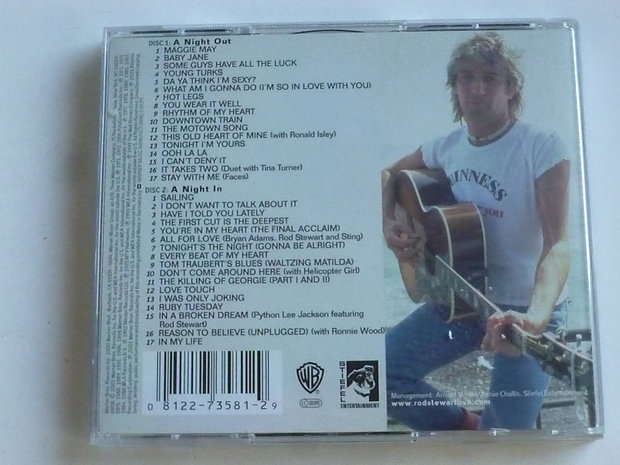 DISC 1: A Night Out
1 MAGGIE MAY
2 BABY JANE
3 SOME GUYS HAVE ALL THE LUCK
4 YOUNG TURKS
5 DA YA THINK I'M SEXY?
6 WHAT AM I GONNA DO (I'M SO IN LOVE WITH YOU)
7 HOT LEGS
8 YOU WEAR IT WELL
9 RHYTHM OF MY HEART
10 DOWNTOWN TRAIN
11 THE MOTOWN SONG
12 THIS OLD HEART OF MINE (with Ronald Isley)
13 TONIGHT I'M YOURS
14 OOH LA LA
15 I CAN'T DENY IT
16 IT TAKES TWO (Duet with Tina Turner)
17 STAY WITH ME (Faces)
DISC 2: A Night In
1 SAILING
2 I DON'T WANT TO TALK ABOUT IT
3 HAVE I TOLD YOU LATELY
4 THE FIRST CUT IS THE DEEPEST
5 YOU'RE IN MY HEART (THE FINAL ACCLAIM)
6 ALL FOR LOVE (Bryan Adams, Rod Stewart and Sting)
7 TONIGHT'S THE NIGHT (GONNA BE ALRIGHT)
8 EVERY BEAT OF MY HEART
9 TOM TRAUBERT'S BLUES (WALTZING MATILDA)
10 DON'T COME AROUND HERE (with Helicopter Girl)
11 THE KILLING OF GEORGIE (PART I AND II)
12 LOVE TOUCH
13 I WAS ONLY JOKING
14 RUBY TUESDAY
15 IN A BROKEN DREAM (Python Lee Jackson featuring
Rod Stewart)
16 REASON TO BELIEVE (UNPLUGGED) (with Ronnie Wood)
17 IN MY LIFE
UINNESS
0 8122-73581-2 9
WB
STIEFEL
ENTERTAINMENT
Management: Arnold Challis, Stiefel Entertainment
www.rodstewartlive.com